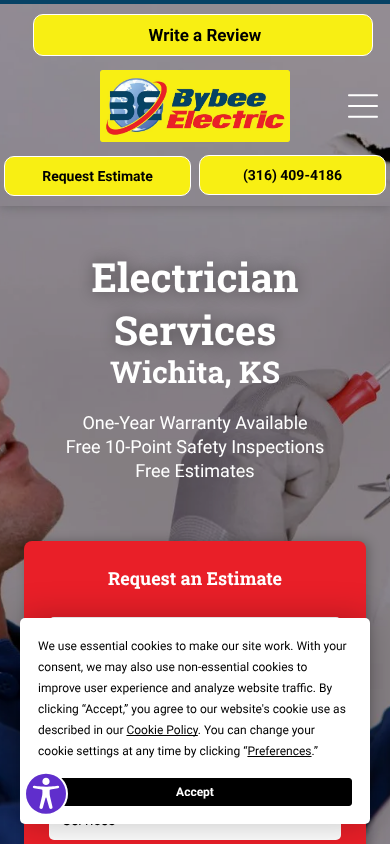 Write a Review
BE Bybee
Electric
Request Estimate
(316) 409-4186
Electrician
Services
Wichita, KS
One-Year Warranty Available
Free 10-Point Safety Inspections
Free Estimates
Request an Estimate
We use essential cookies to make our site work. With your
consent, we may also use non-essential cookies to
improve user experience and analyze website traffic. By
clicking “Accept,” you agree to our website's cookie use as
described in our Cookie Policy. You can change your
cookie settings at any time by clicking “Preferences.”
Accept
Services